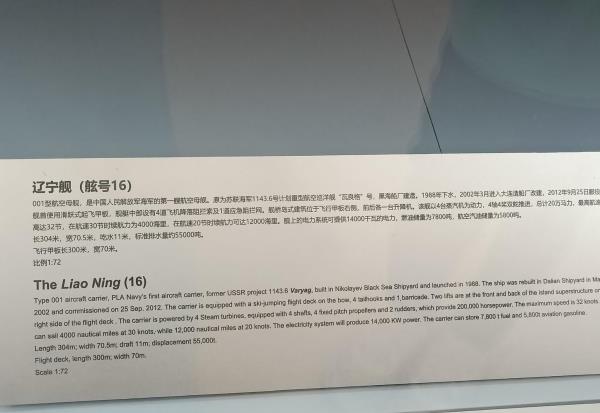 辽宁舰（舷号16）
001型航空母舰，是中国人民解放军海军的第一艘航空母舰。原为苏联海军1143.6号计划重型航空巡洋舰“瓦良格”号，黑海船厂建造。1988年下水，2002年3月进入大连造船厂改建，2012年9月25日服役
舰首使用滑跃式起飞甲板，舰艇中部设有4道飞机降落阻拦索及1道应急阻拦网。舰桥岛式建筑位于飞行甲板右侧，前后各一台升降机。该舰以4台蒸汽机为动力，4轴4桨双舵推进，总计20万马力，最高航速
高达32节，在航速30节时续航力为4000海里，在航速20节时续航力可达12000海里。舰上的电力系统可提供14000千瓦的电力，燃油储量为7800吨，航空汽油储量为5800吨。
长304米，宽70.5米，吃水11米，标准排水量约55000吨。
飞行甲板长300米，宽70米。
比例1:72
The Liao Ning (16)
Type 001 aircraft carrier, PLA Navy's first aircraft carrier, former USSR project 1143.6 Varyag, built in Nikolayev Black Sea Shipyard and launched in 1988. The ship was rebuilt in Dalian Shipyard in Ma
2002 and commissioned on 25 Sep. 2012. The carrier is equipped with a ski-jumping flight deck on the bow, 4 tailhooks and 1 barricade. Two lifts are at the front and back of the island superstructure on
right side of the flight deck. The carrier is powered by 4 Steam turbines, equipped with 4 shafts, 4 fixed pitch propellers and 2 rudders, which provide 200,000 horsepower. The maximum speed is 32 knots
can sail 4000 nautical miles at 30 knots, while 12,000 nautical miles at 20 knots. The electricity system will produce 14,000 KW power. The carrier can store 7,800 t fuel and 5,800t aviation gasoline.
Length 304m; width 70.5m; draft 11m; displacement 55,000t.
Flight deck, length 300m; width 70m.
Scale 1:72